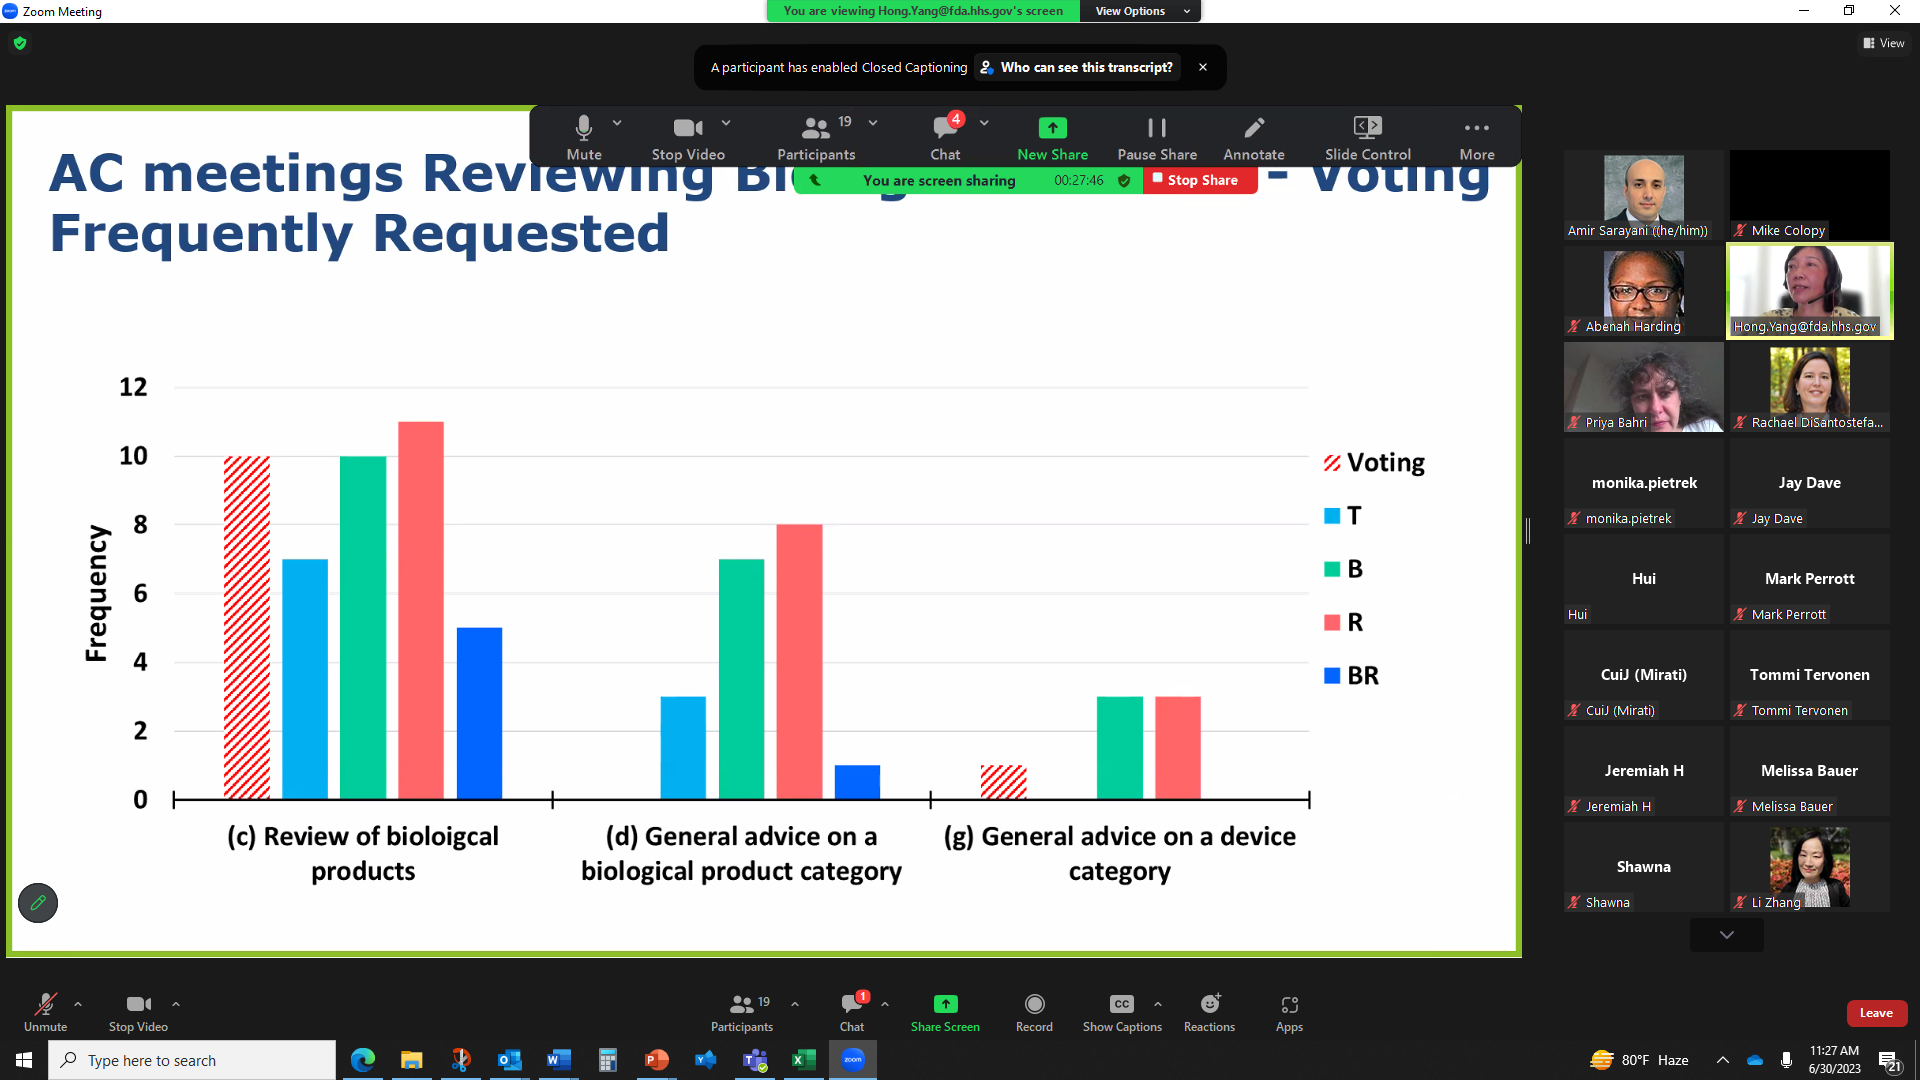 Zoom Meeting
You are viewing Hong.Yang@fda.hhs.gov's screen
View Options
View
A participant has enabled Closed Captioning
Who can see this transcript?
19
4
Mute
Stop Video
Participants
Chat
New Share
Pause Share
Annotate
Slide Control
More
You are screen sharing
00:27:46
Stop Share
AC meetings Reviewing - Voting
Frequently Requested
12
10
8
6
4
2
0
Frequency
(c) Review of bioloigcal
products
(d) General advice on a
biological product category
(g) General advice on a device
category
Voting
T
B
R
BR
Amir Sarayani ((he/him))
Mike Colopy
Abenah Harding
Hong.Yang@fda.hhs.gov
Priya Bahri
Rachael DiSantostefa...
monika.pietrek
monika.pietrek
Jay Dave
Jay Dave
Hui
Hui
Mark Perrott
Mark Perrott
CuiJ (Mirati)
CuiJ (Mirati)
Tommi Tervonen
Tommi Tervonen
Jeremiah H
Jeremiah H
Melissa Bauer
Melissa Bauer
Shawna
Shawna
Li Zhang
Unmute
Stop Video
19
Participants
1
Chat
Share Screen
Record
CC
Show Captions
Reactions
Apps
Leave
Type here to search
zoom
80°F Haze
11:27 AM
6/30/2023
21